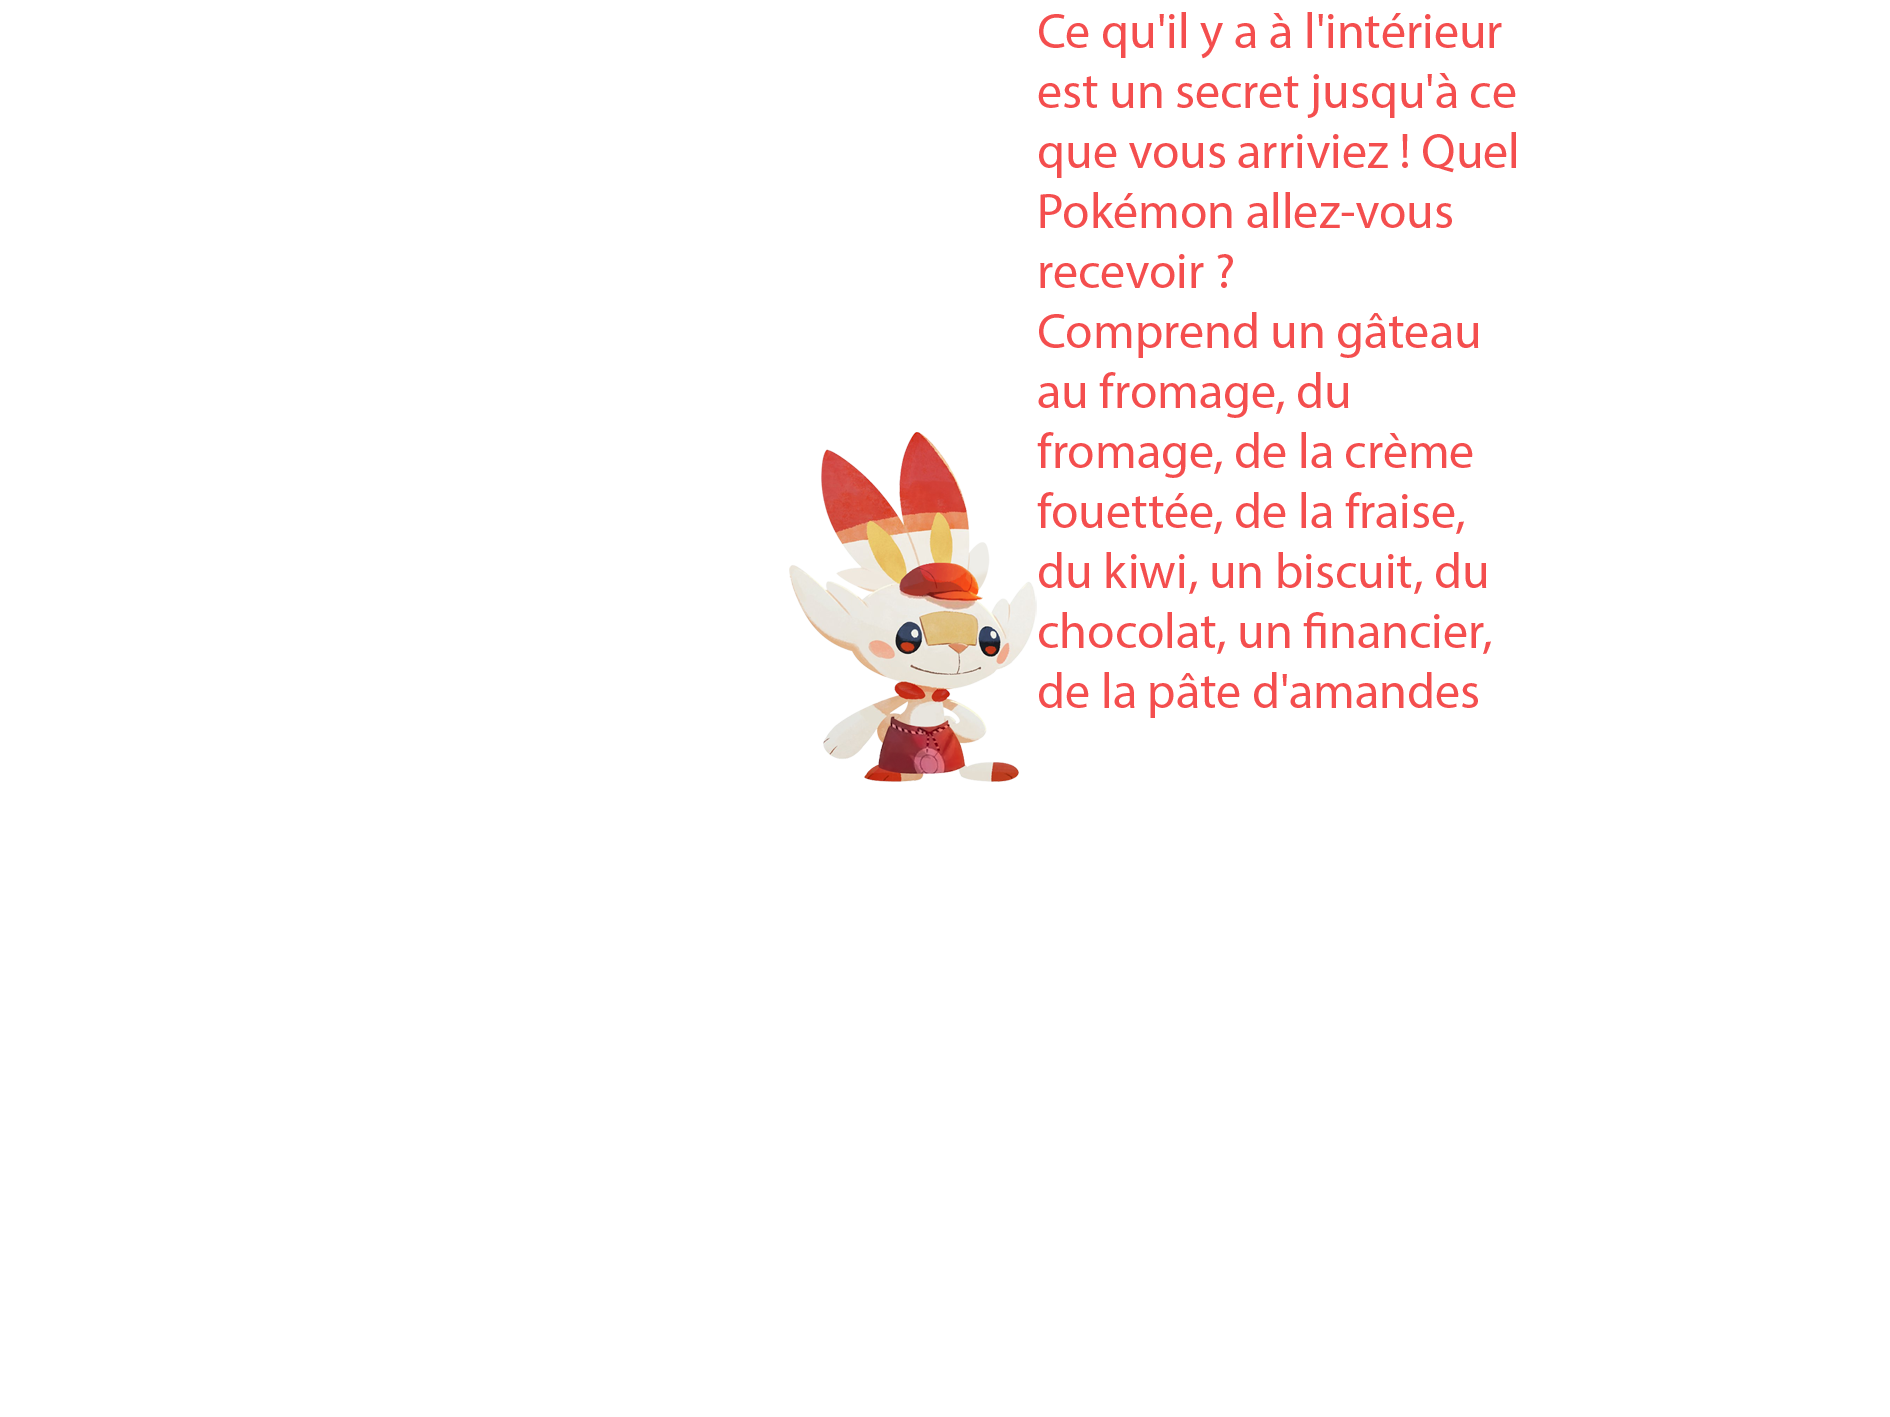 Ce qu'il y a à l'intérieur
est un secret jusqu'à ce
que vous arriviez ! Quel
Pokémon allez-vous
recevoir ?
Comprend un gâteau
au fromage, du
fromage, de la crème
fouettée, de la fraise,
du kiwi, un biscuit, du
chocolat, un financier,
de la pâte d'amandes